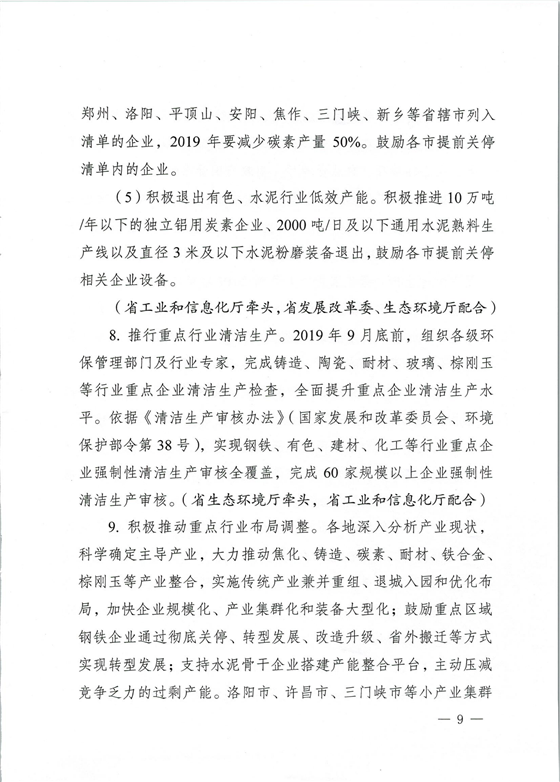 郑州、洛阳、平顶山、安阳、焦作、三门峡、新乡等省辖市列入
清单的企业，2019 年要减少碳素产量 50%。鼓励各市提前关停
清单内的企业。
（5）积极退出有色、水泥行业低效产能。积极推进 10 万吨
/年以下的独立铝用炭素企业、2000 吨/日及以下通用水泥熟料生
产线以及直径 3 米及以下水泥粉磨装备退出，鼓励各市提前关停
相关企业设备。
（省工业和信息化厅牵头，省发展改革委、生态环境厅配合）
8. 推行重点行业清洁生产。2019 年 9 月底前，组织各级环
保管理部门及行业专家，完成铸造、陶瓷、耐材、玻璃、棕刚玉
等行业重点企业清洁生产检查，全面提升重点企业清洁生产水
平。依据《清洁生产审核办法》（国家发展和改革委员会、环境
保护部令第 38 号），实现钢铁、有色、建材、化工等行业重点企
业强制性清洁生产审核全覆盖，完成 60 家规模以上企业强制性
清洁生产审核。（省生态环境厅牵头，省工业和信息化厅配合）
9. 积极推动重点行业布局调整。各地深入分析产业现状，
科学确定主导产业，大力推动焦化、铸造、碳素、耐材、铁合金、
棕刚玉等产业整合，实施传统产业兼并重组、退城入园和优化布
局，加快企业规模化、产业集群化和装备大型化；鼓励重点区域
钢铁企业通过彻底关停、转型发展、改造升级、省外搬迁等方式
实现转型发展；支持水泥骨干企业搭建产能整合平台，主动压减
竞争乏力的过剩产能。洛阳市、许昌市、三门峡市等小产业集群
— 9 —